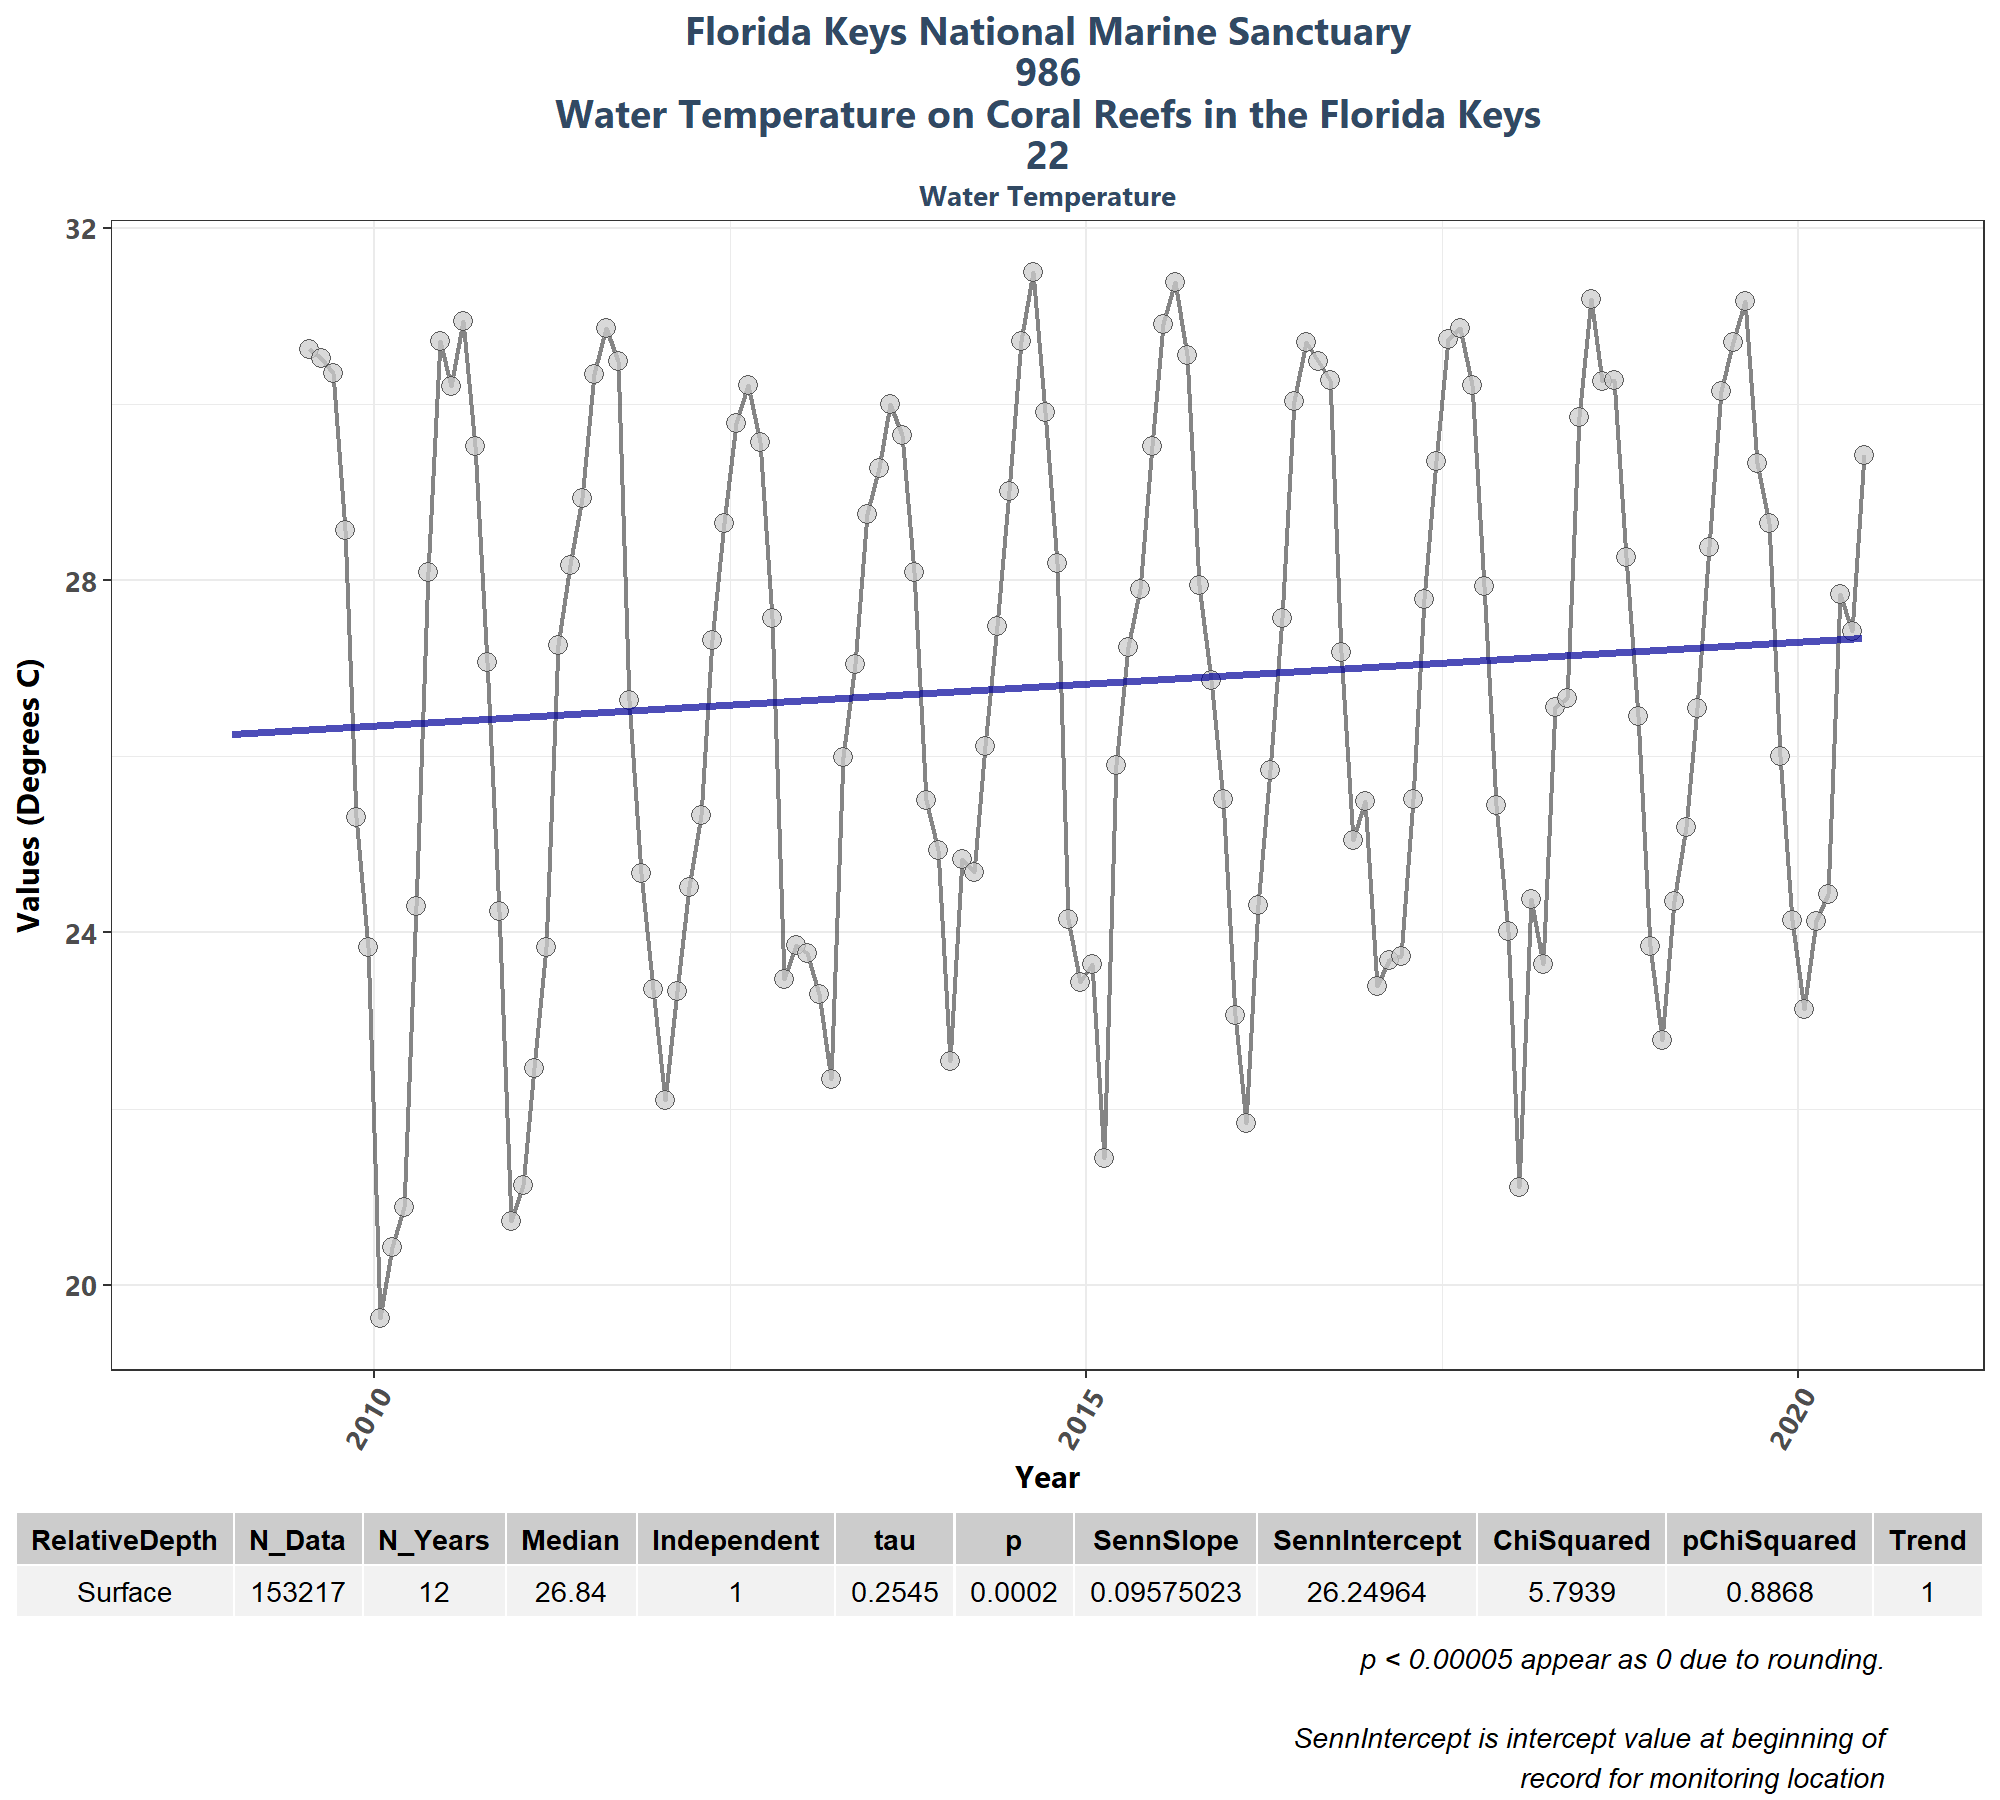 Florida Keys National Marine Sanctuary
986
Water Temperature on Coral Reefs in the Florida Keys
22
Water Temperature
32
28
24
20
Values (Degrees C)
2010
2015
2020
Year
RelativeDepth N_Data N_Years Median Independent tau p SennSlope SennIntercept ChiSquared pChiSquared Trend
Surface 153217 12 26.84 1 0.2545 0.0002 0.09575023 26.24964 5.7939 0.8868 1
p < 0.00005 appear as 0 due to rounding.
SennIntercept is intercept value at beginning of
record for monitoring location